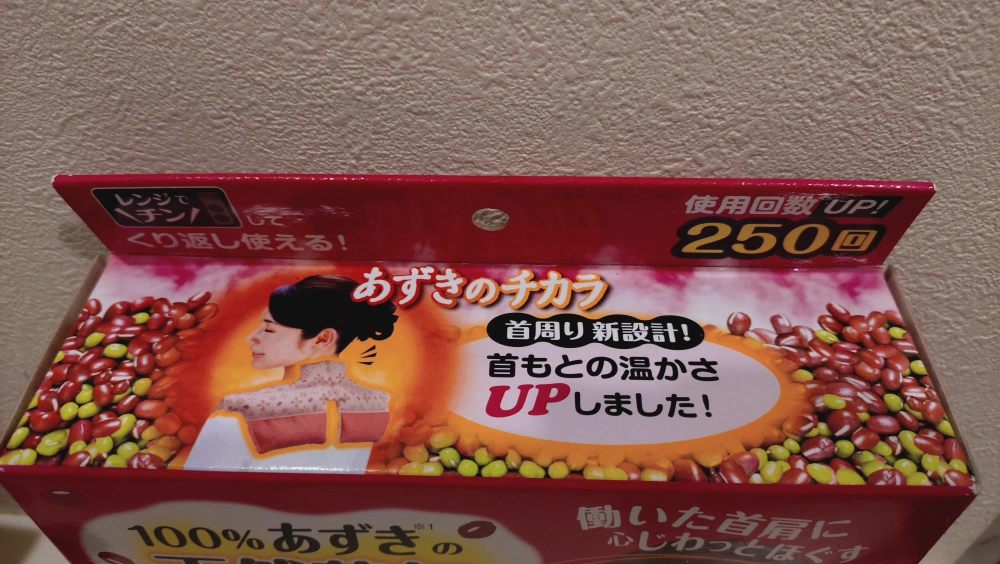 レンジで
チン!
して
くり返し使える!
使用回数UP!
250回
あずきのチカラ
首周り新設計!
首もとの温かさ
UPしました!
100%あずき※1の
働いた首肩に
心じわっとほぐす